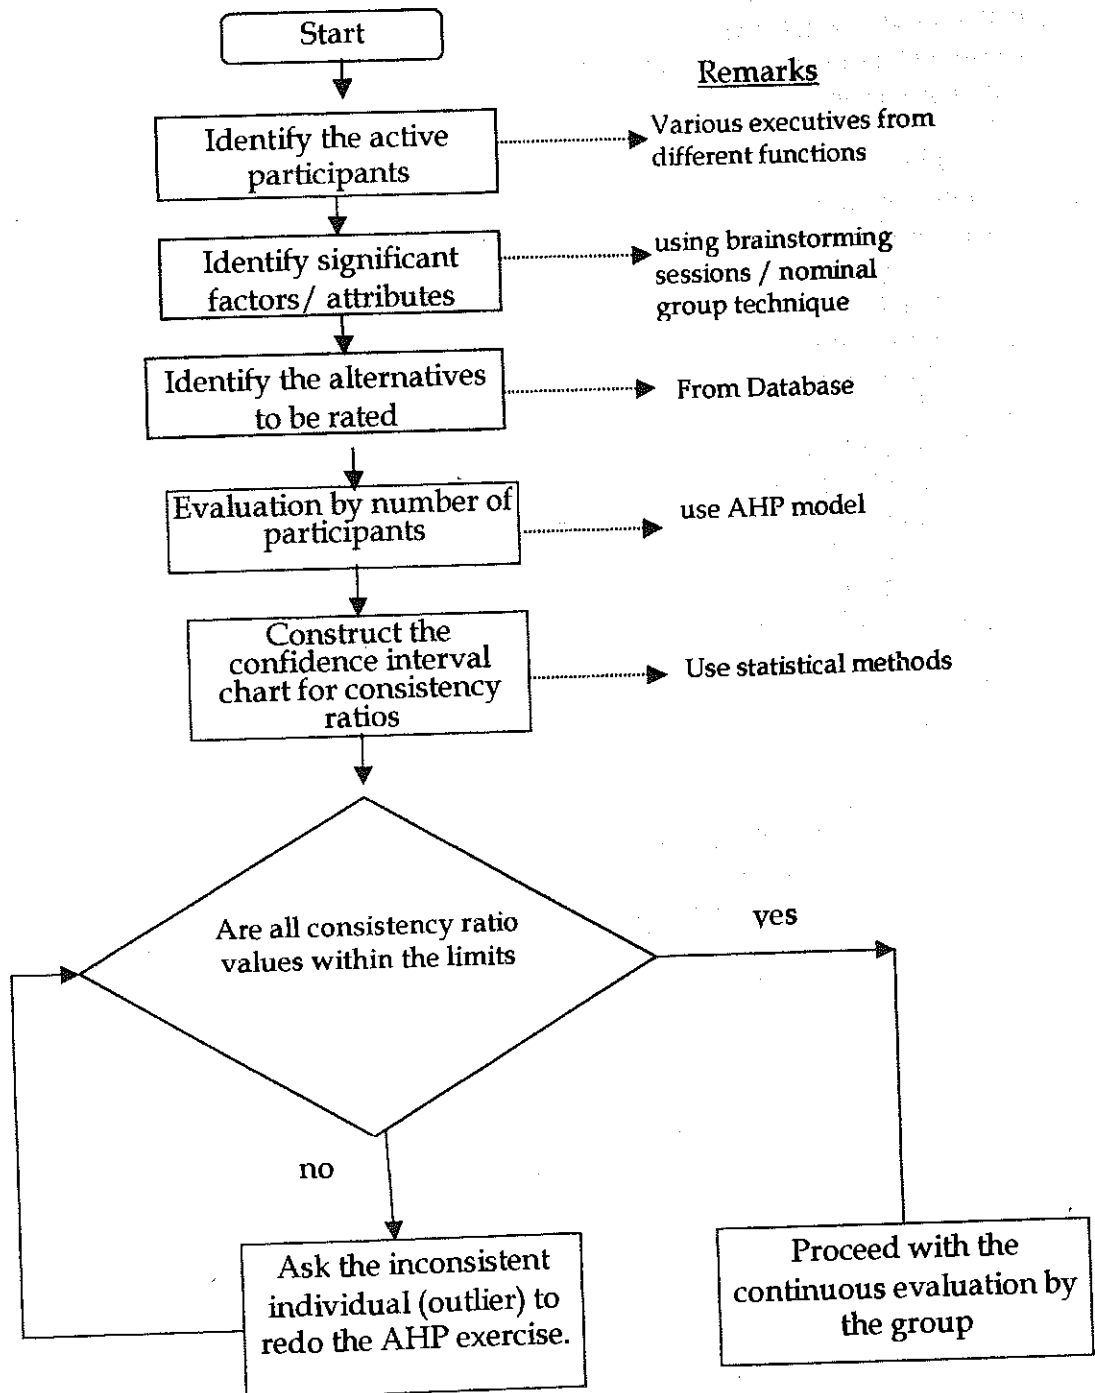 Start
Remarks
Identify the active
participants
Various executives from
different functions
Identify significant
factors/ attributes
using brainstorming
sessions / nominal
group technique
Identify the alternatives
to be rated
From Database
Evaluation by number of
participants
use AHP model
Construct the
confidence interval
chart for consistency
ratios
Use statistical methods
Are all consistency ratio
values within the limits
yes
no
Ask the inconsistent
individual (outlier) to
redo the AHP exercise.
Proceed with the
continuous evaluation by
the group